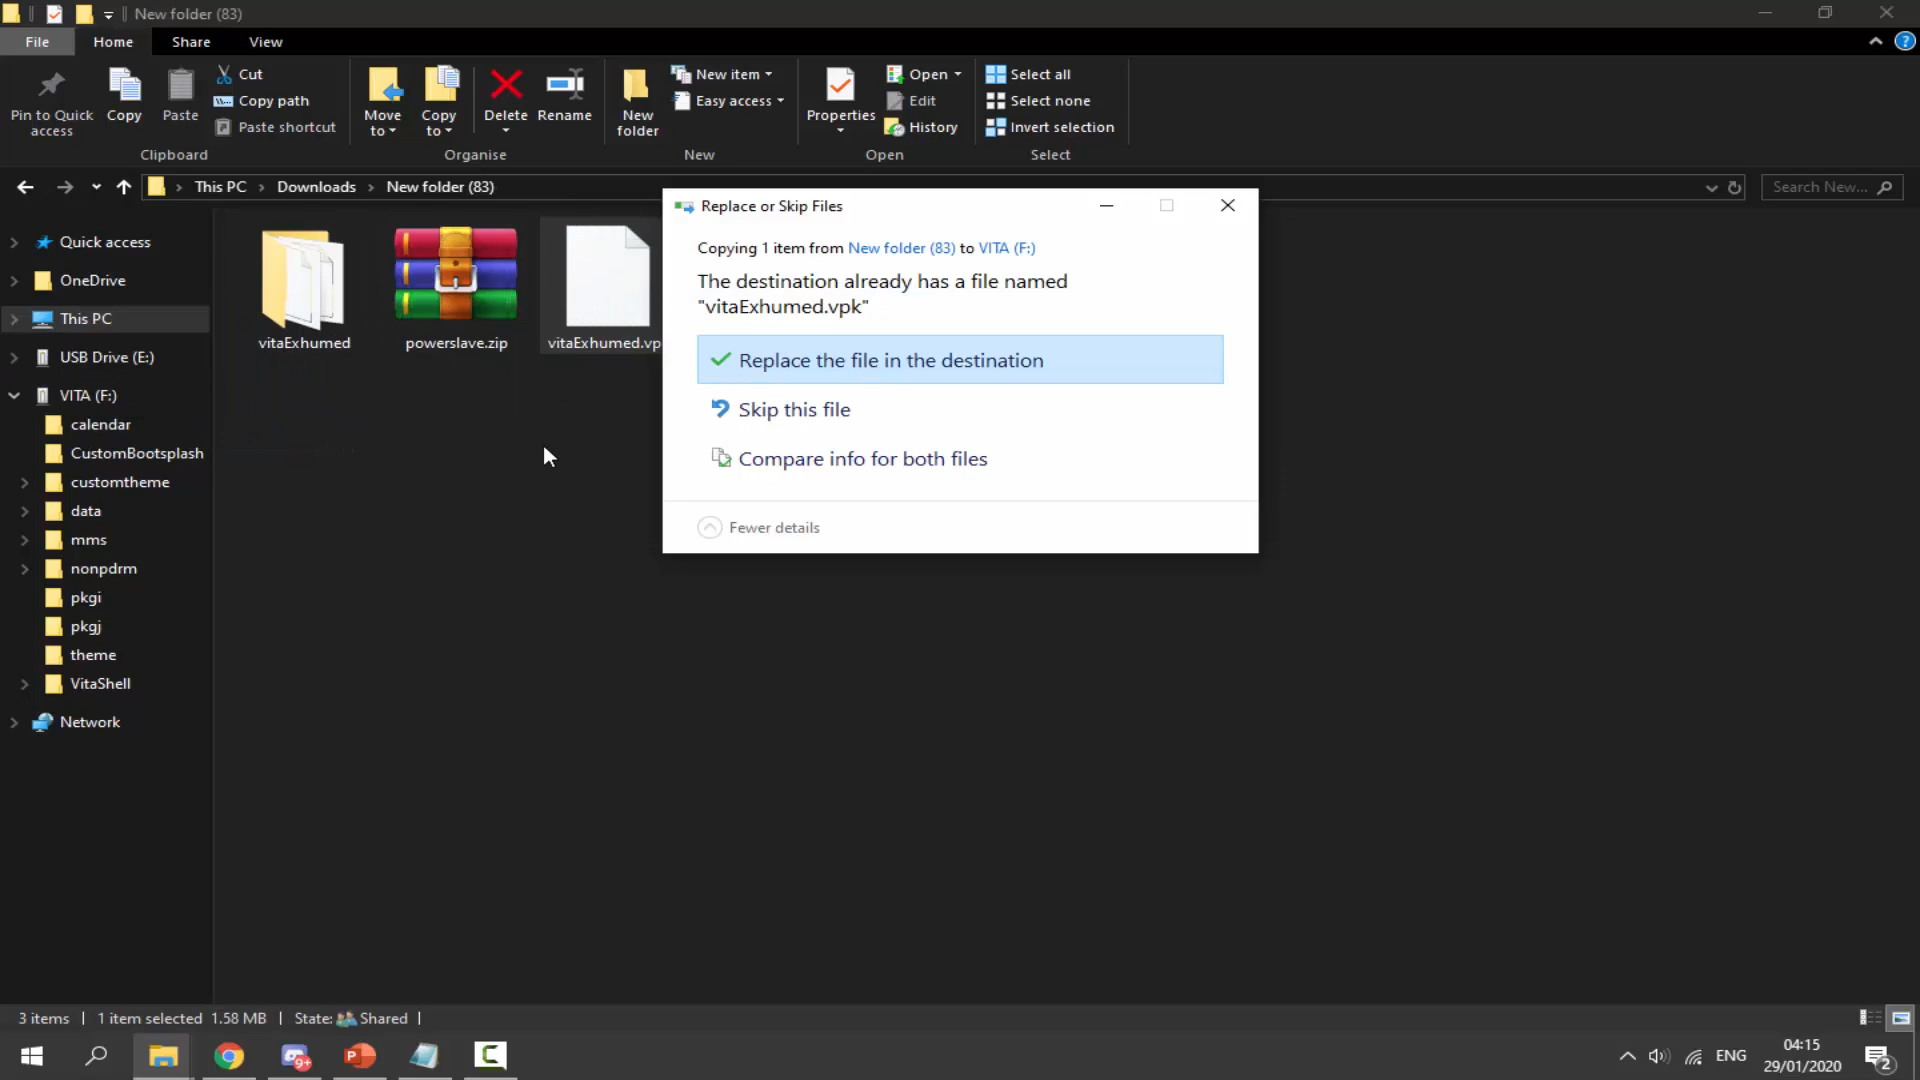 New folder (83)
File
Home
Share
View
Pin to Quick
access
Copy
Paste
Cut
Copy path
Paste shortcut
Clipboard
Move
to
Copy
to
Delete
Rename
Organise
New
folder
New item
Easy access
New
Properties
Open
Edit
History
Open
Select all
Select none
Invert selection
Select
This PC
Downloads
New folder (83)
Search New...
Quick access
OneDrive
This PC
USB Drive (E:)
VITA (F:)
calendar
CustomBootsplash
customtheme
data
mms
nonpdrm
pkgi
pkgj
theme
VitaShell
Network
vitaExhumed
powerslave.zip
vitaExhumed.vp
Replace or Skip Files
Copying 1 item from New folder (83) to VITA (F:)
The destination already has a file named
"vitaExhumed.vpk"
Replace the file in the destination
Skip this file
Compare info for both files
Fewer details
3 items
1 item selected 1.58 MB
State: Shared
9+
P
C
ENG
04:15
29/01/2020
2